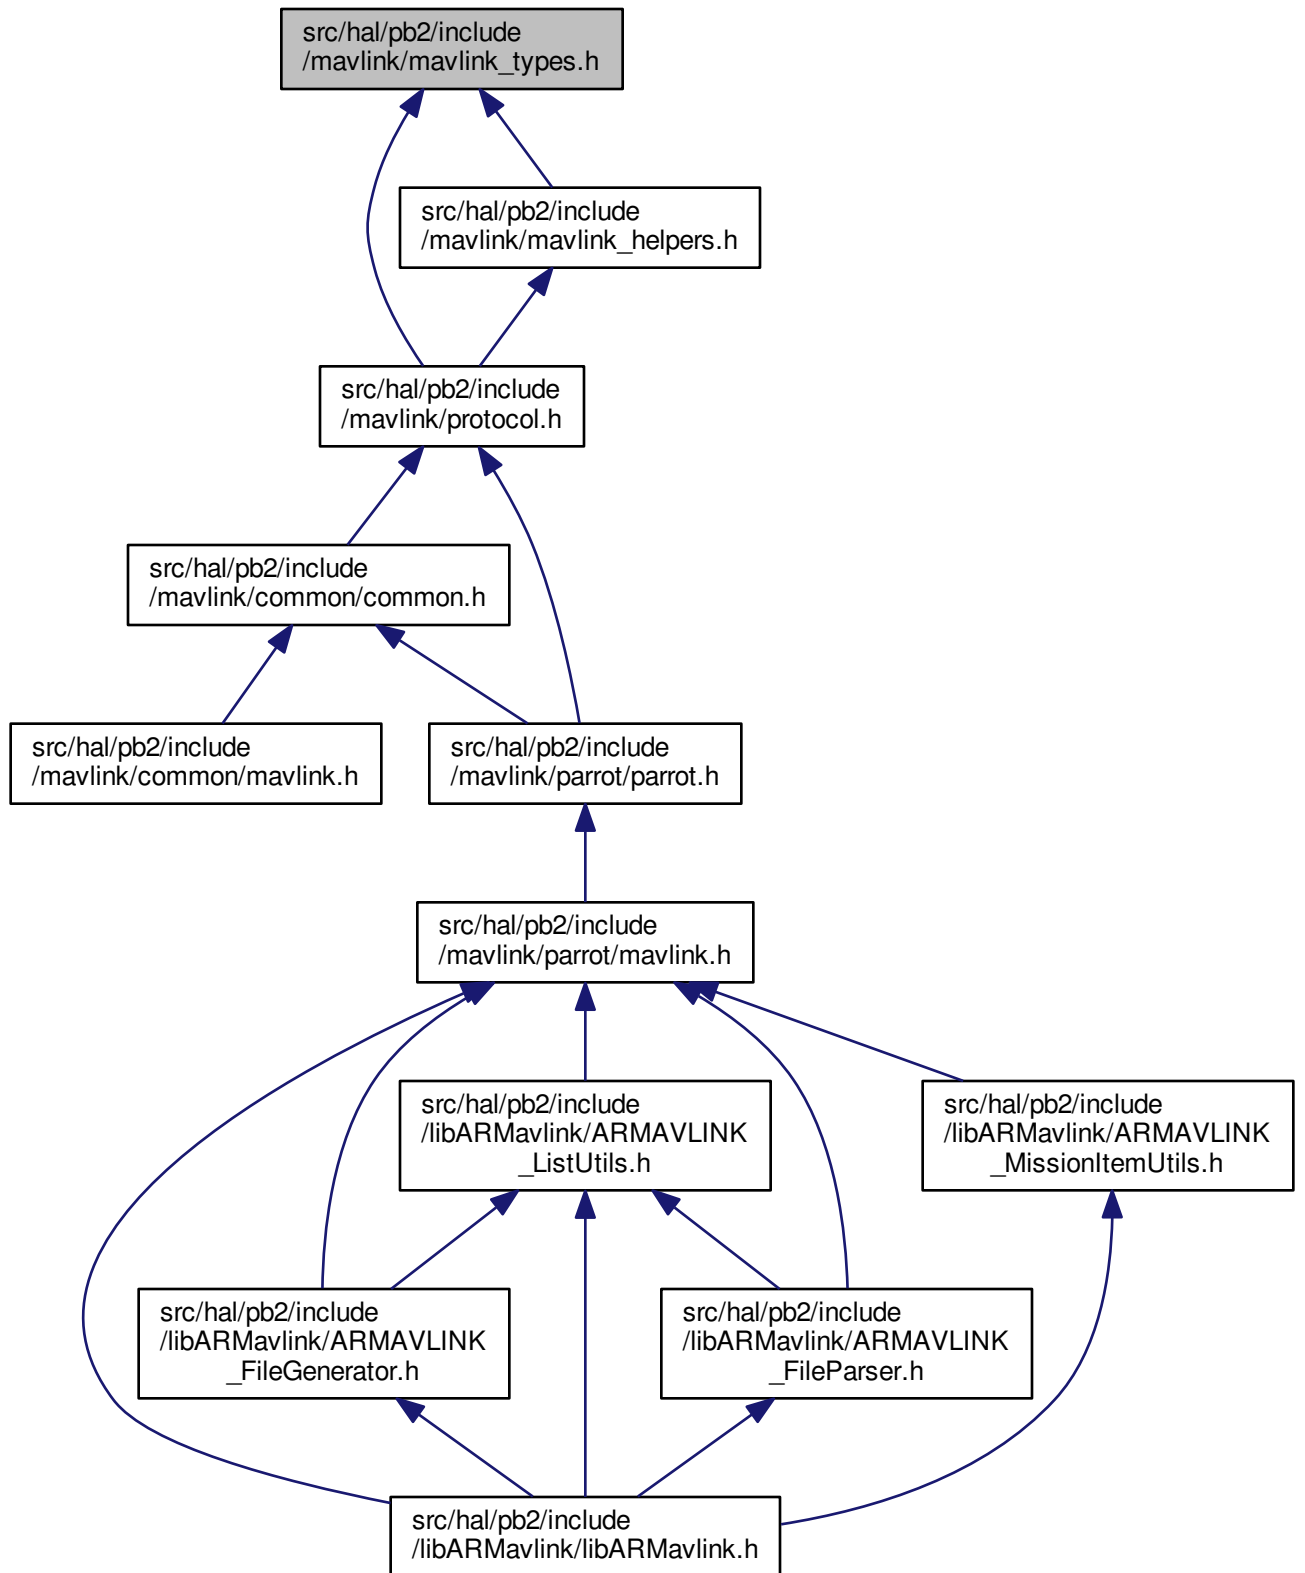 src/hal/pb2/include
/mavlink/mavlink_types.h
src/hal/pb2/include
/mavlink/mavlink_helpers.h
src/hal/pb2/include
/mavlink/protocol.h
src/hal/pb2/include
/mavlink/common/common.h
src/hal/pb2/include
/mavlink/common/mavlink.h
src/hal/pb2/include
/mavlink/parrot/parrot.h
src/hal/pb2/include
/mavlink/parrot/mavlink.h
src/hal/pb2/include
/libARMavlink/ARMAVLINK
_ListUtils.h
src/hal/pb2/include
/libARMavlink/ARMAVLINK
_MissionItemUtils.h
src/hal/pb2/include
/libARMavlink/ARMAVLINK
_FileGenerator.h
src/hal/pb2/include
/libARMavlink/ARMAVLINK
_FileParser.h
src/hal/pb2/include
/libARMavlink/libARMavlink.h